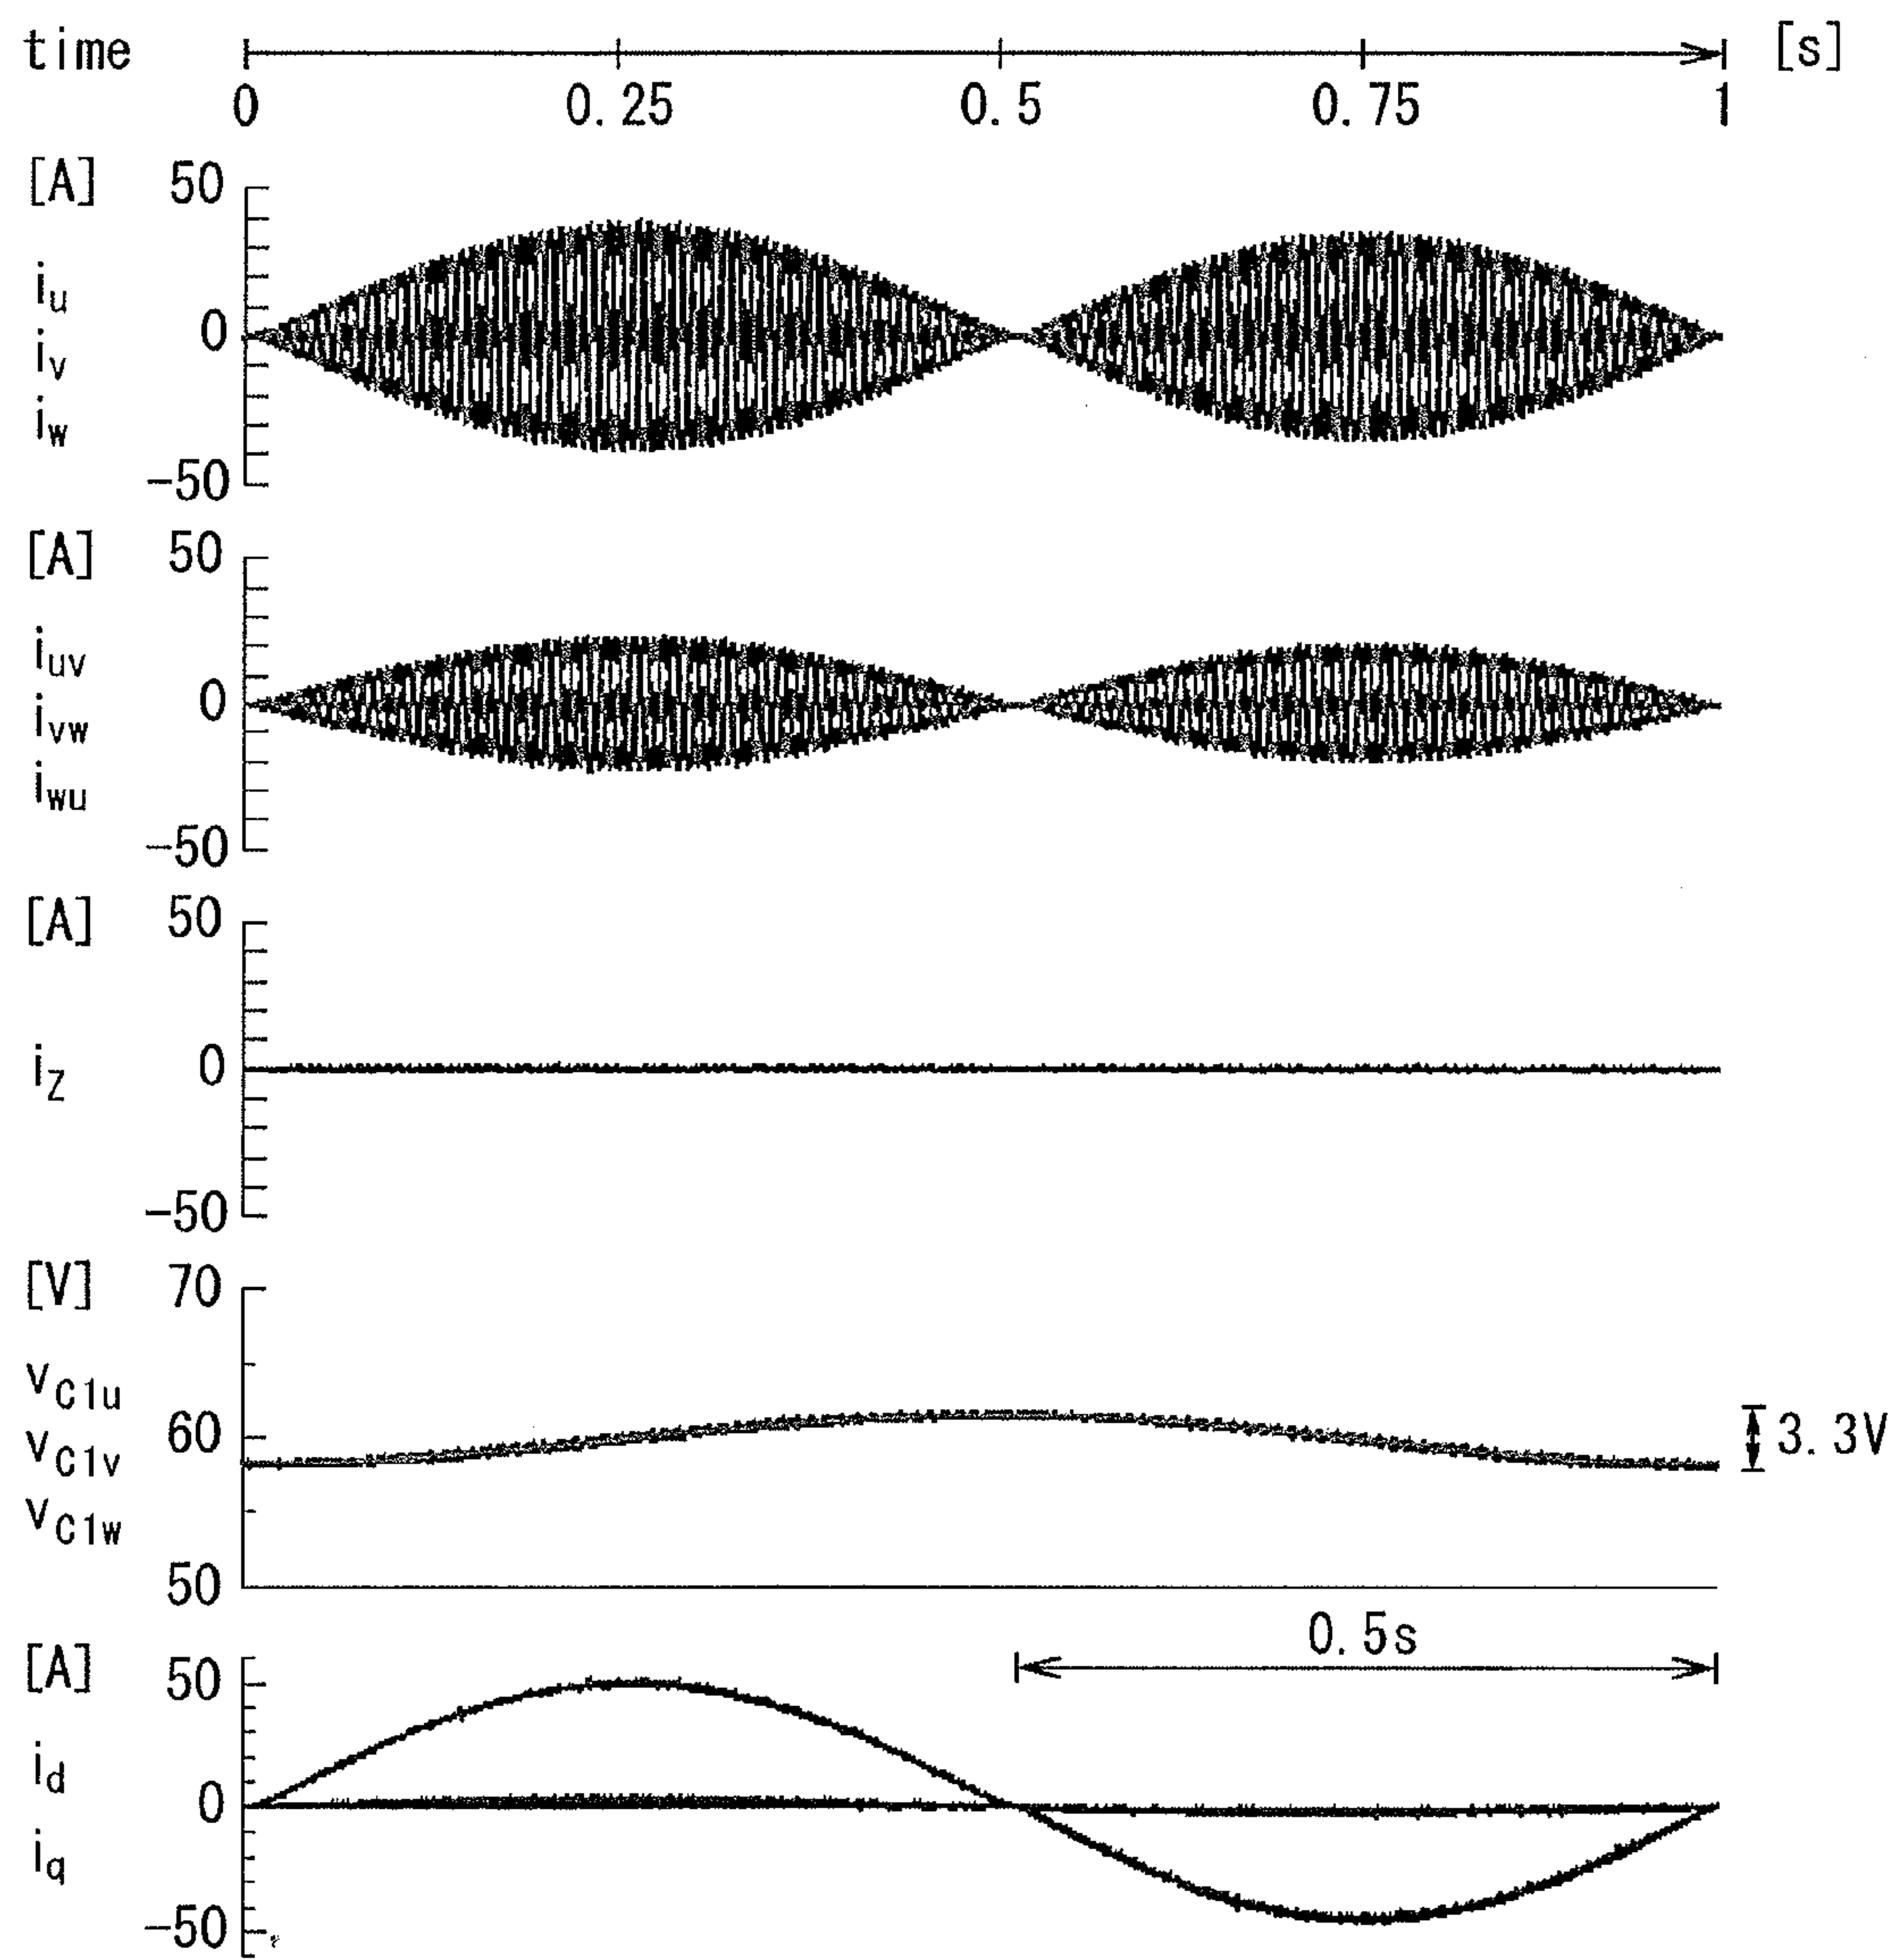 time [s]
0 0.25 0.5 0.75 1
[A] 50
iu
iv 0
iw
-50
[A] 50
iuv
ivw 0
iwu
-50
[A] 50
iZ 0
-50
[V] 70
vC1u
vC1v 60
vC1w
50
3.3V
0.5s
[A] 50
id
0
iq
-50